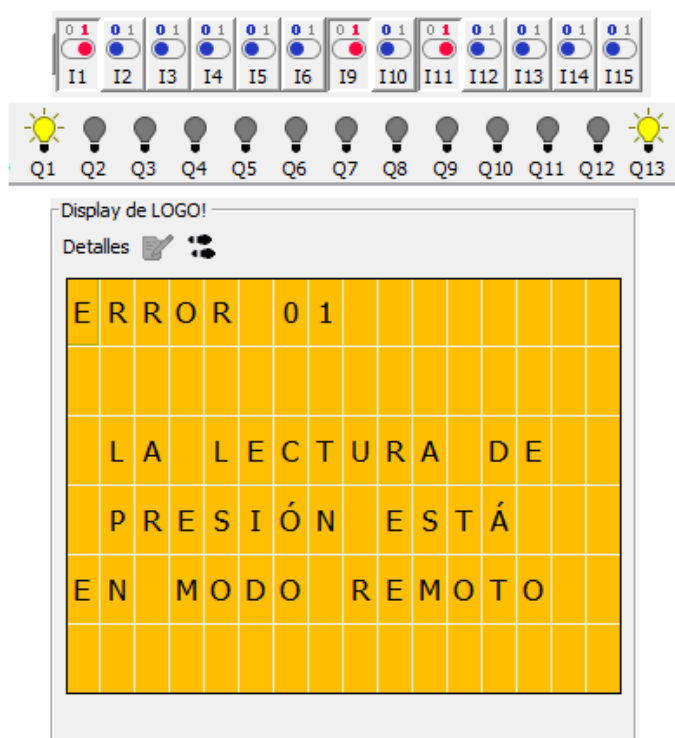 0 1 0 1 0 1 0 1 0 1 0 1 0 1 0 1 0 1 0 1 0 1 0 1 0 1
I1 I2 I3 I4 I5 I6 I9 I10 I11 I12 I13 I14 I15
Q1 Q2 Q3 Q4 Q5 Q6 Q7 Q8 Q9 Q10 Q11 Q12 Q13
Display de LOGO!
Detalles
ERROR 01
LA LECTURA DE
PRESIÓN ESTÁ
EN MODO REMOTO